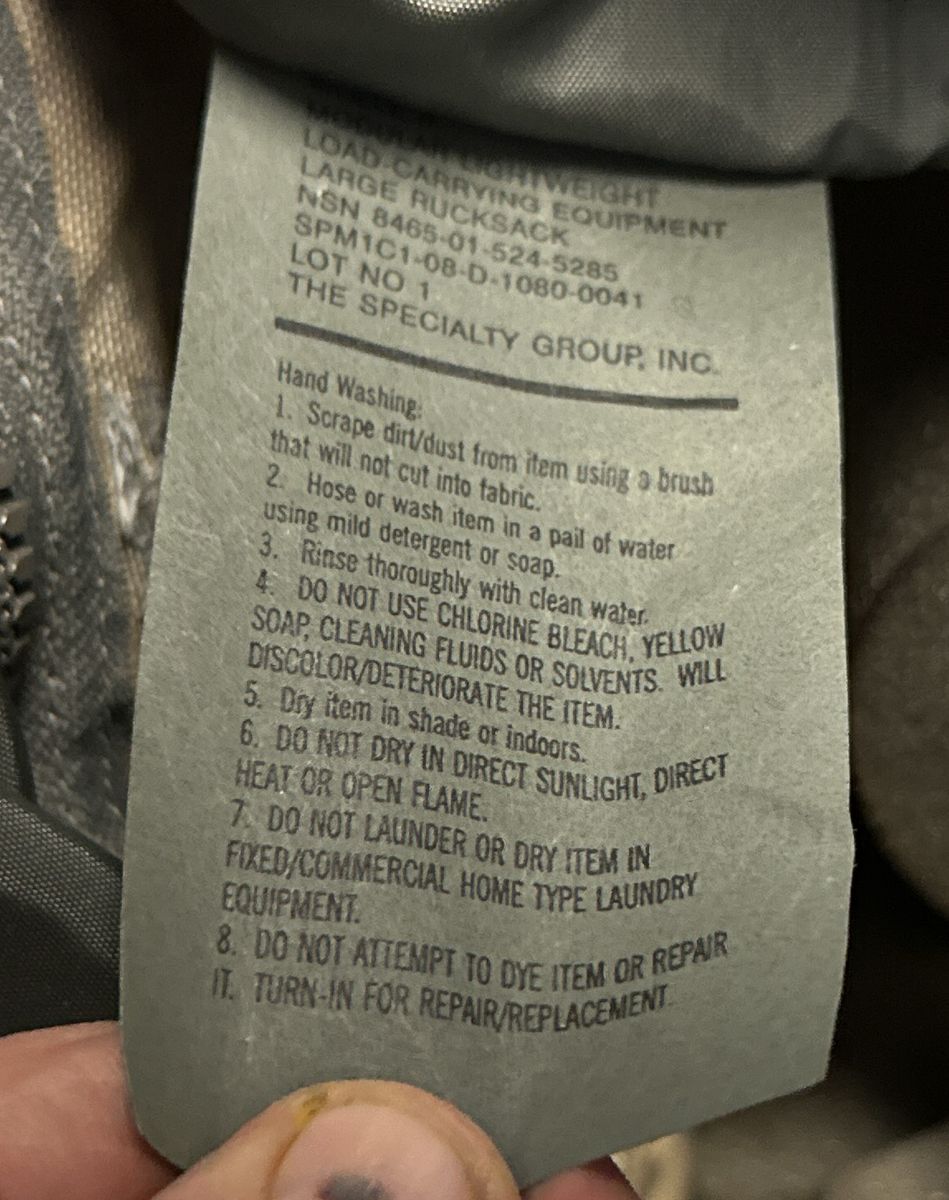 MODULAR LIGHTWEIGHT
LOAD-CARRYING EQUIPMENT
LARGE RUCKSACK
NSN 8465-01-524-5285
SPM1C1-08-D-1080-0041
LOT NO 1
THE SPECIALTY GROUP, INC.
Hand Washing:
1. Scrape dirt/dust from item using a brush
that will not cut into fabric.
2. Hose or wash item in a pail of water
using mild detergent or soap.
3. Rinse thoroughly with clean water.
4. DO NOT USE CHLORINE BLEACH, YELLOW
SOAP, CLEANING FLUIDS OR SOLVENTS. WILL
DISCOLOR/DETERIORATE THE ITEM.
5. Dry item in shade or indoors.
6. DO NOT DRY IN DIRECT SUNLIGHT, DIRECT
HEAT OR OPEN FLAME.
7. DO NOT LAUNDER OR DRY ITEM IN
FIXED/COMMERCIAL HOME TYPE LAUNDRY
EQUIPMENT.
8. DO NOT ATTEMPT TO DYE ITEM OR REPAIR
IT. TURN-IN FOR REPAIR/REPLACEMENT.